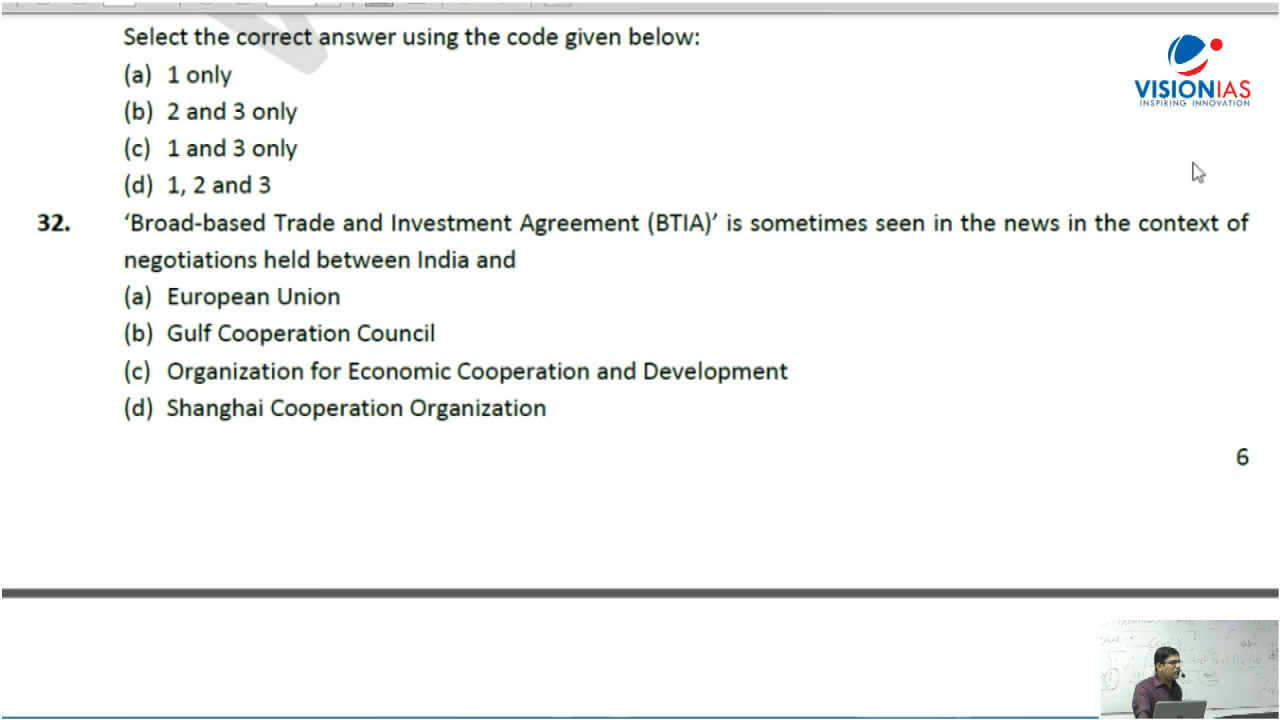 Select the correct answer using the code given below:
(a) 1 only
(b) 2 and 3 only
(c) 1 and 3 only
(d) 1, 2 and 3
VISIONIAS
INSPIRING INNOVATION
32. ‘Broad-based Trade and Investment Agreement (BTIA)’ is sometimes seen in the news in the context of
negotiations held between India and
(a) European Union
(b) Gulf Cooperation Council
(c) Organization for Economic Cooperation and Development
(d) Shanghai Cooperation Organization
6